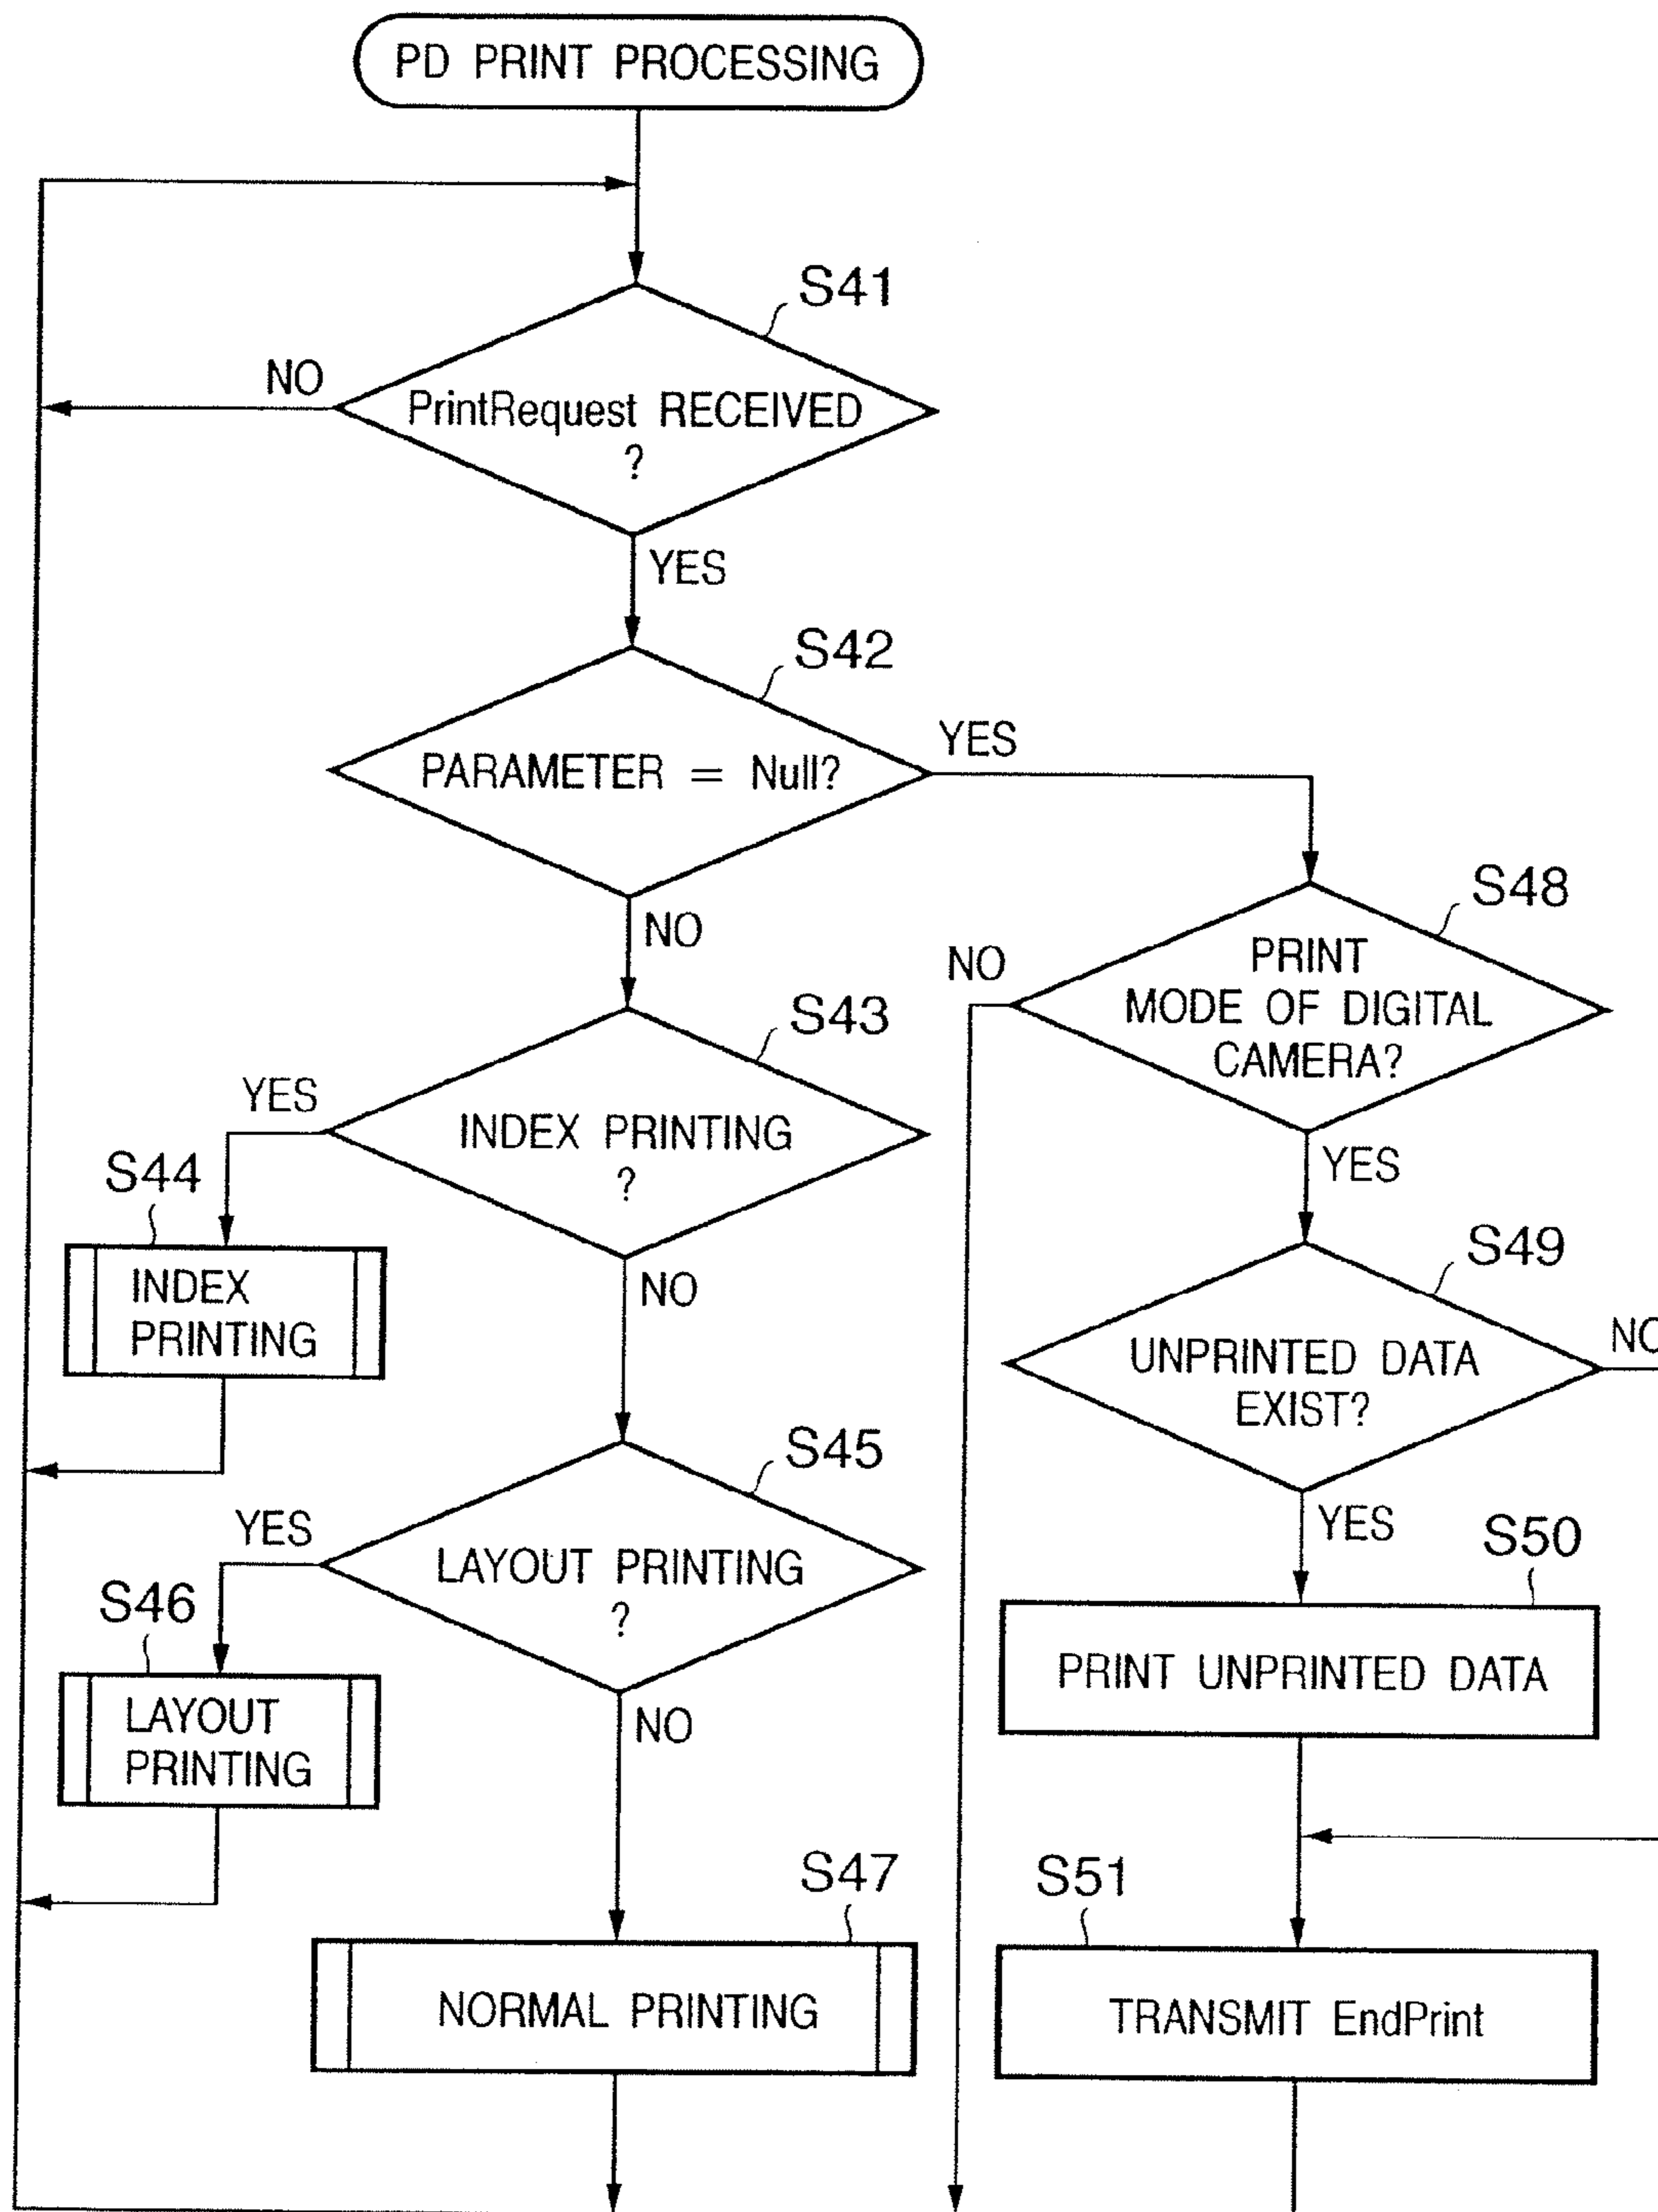 PD PRINT PROCESSING
S41
NO
PrintRequest RECEIVED
?
YES
S42
YES
PARAMETER = Null?
NO
S48
NO
PRINT
MODE OF DIGITAL
CAMERA?
YES
S43
YES
INDEX PRINTING
?
NO
S44
INDEX
PRINTING
S49
NO
UNPRINTED DATA
EXIST?
YES
S45
YES
LAYOUT PRINTING
?
NO
S46
LAYOUT
PRINTING
S50
PRINT UNPRINTED DATA
S47
NORMAL PRINTING
S51
TRANSMIT EndPrint